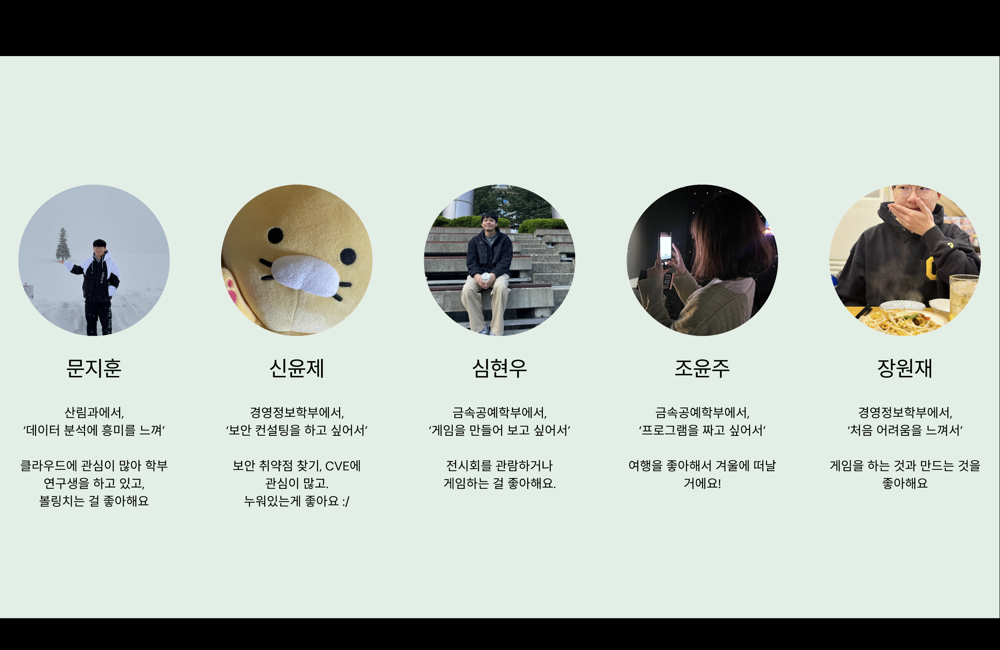 문지훈
산림과에서,
‘데이터 분석에 흥미를 느껴’
클라우드에 관심이 많아 학부
연구생을 하고 있고,
볼링치는 걸 좋아해요
신윤제
경영정보학부에서,
‘보안 컨설팅을 하고 싶어서’
보안 취약점 찾기, CVE에
관심이 많고.
누워있는게 좋아요 :/
심현우
금속공예학부에서,
‘게임을 만들어 보고 싶어서’
전시회를 관람하거나
게임하는 걸 좋아해요.
조윤주
금속공예학부에서,
‘프로그램을 짜고 싶어서’
여행을 좋아해서 겨울에 떠날
거에요!
장원재
경영정보학부에서,
‘처음 어려움을 느껴서’
게임을 하는 것과 만드는 것을
좋아해요